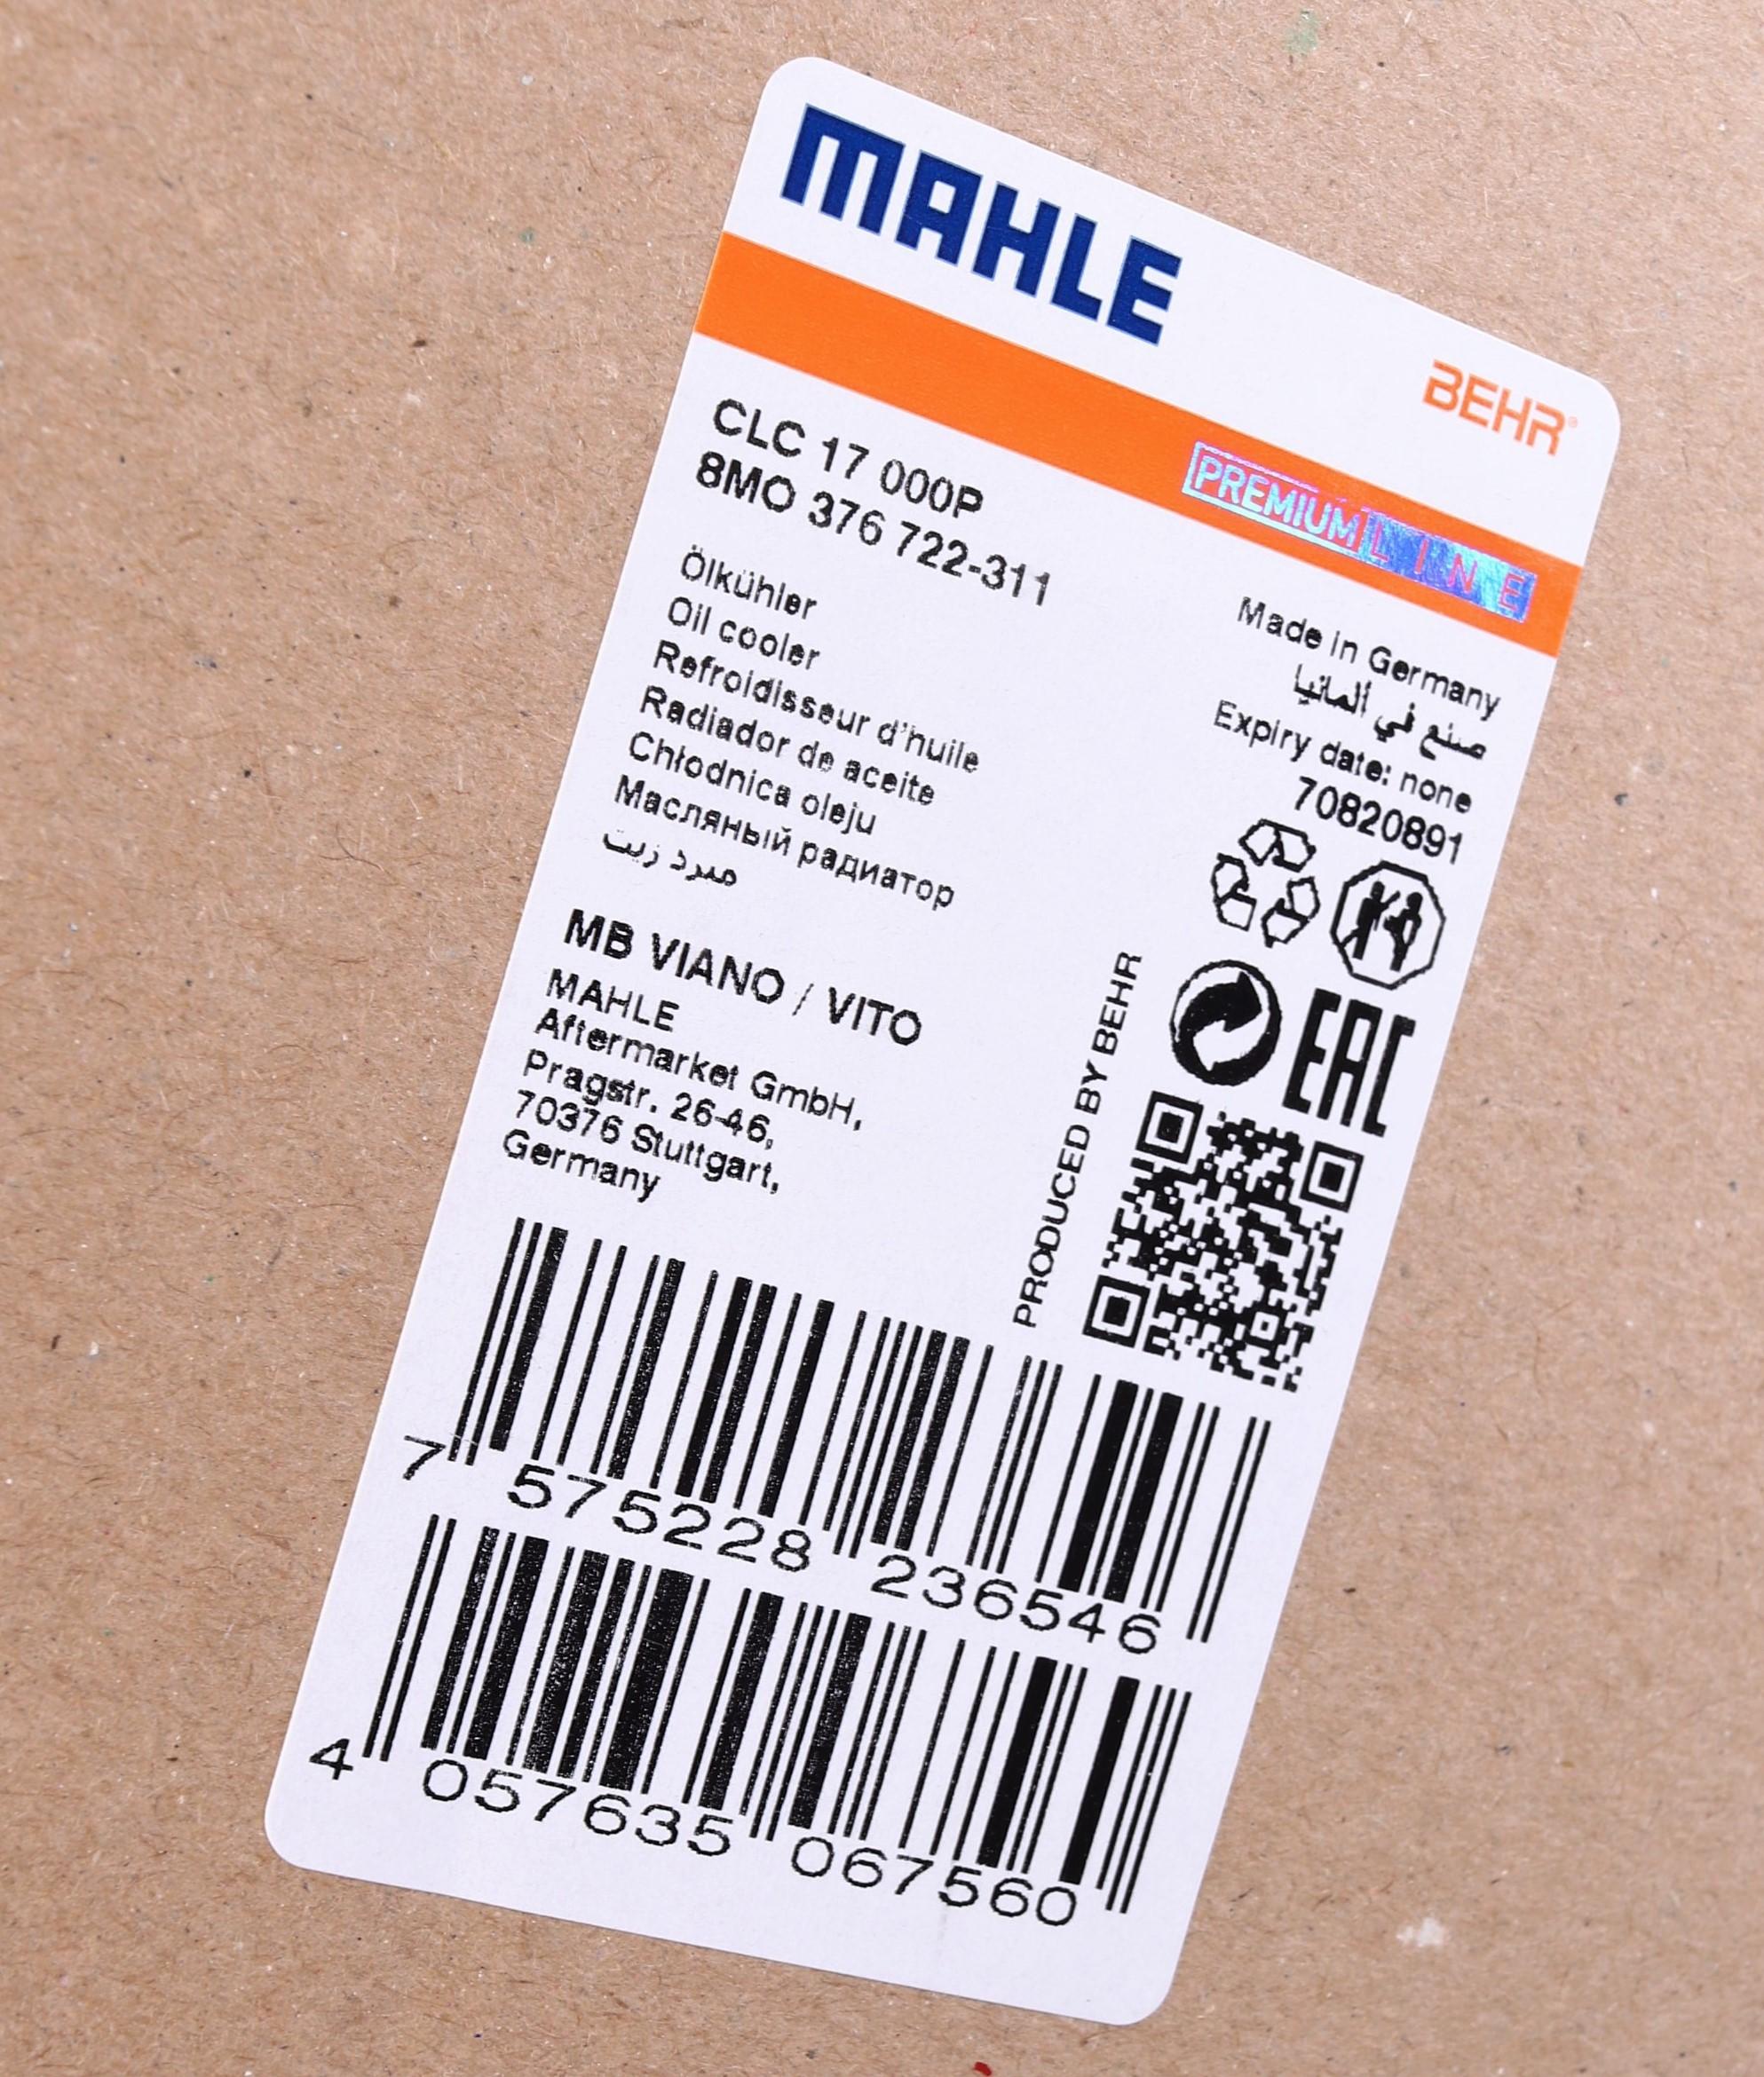 MAHLE
BEHR®
PREMIUM LINE
CLC 17 000P
8MO 376 722-311
Ölkühler
Oil cooler
Refroidisseur d'huile
Radiador de aceite
Chłodnica oleju
Масляный радиатор
مبرد زيت
MB VIANO / VITO
MAHLE
Aftermarket GmbH,
Pragstr. 26-46,
70376 Stuttgart,
Germany
Made in Germany
صنع في ألمانيا
Expiry date: none
70820891
EAC
PRODUCED BY BEHR
7 575228 236546
4 057635 067560